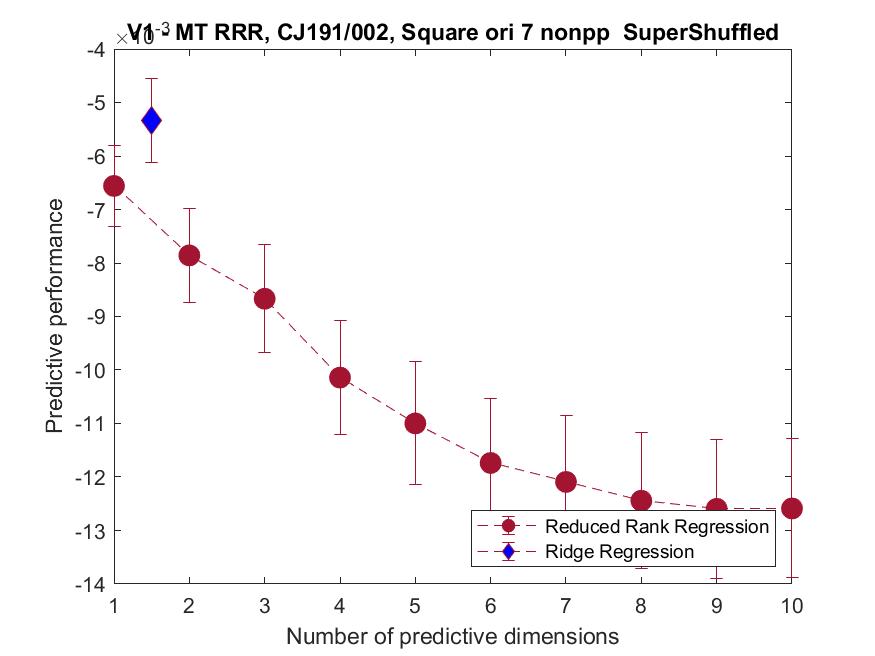 V1 - MT RRR, CJ191/002, Square ori 7 nonpp SuperShuffled
×10-3
-4
-5
-6
-7
-8
-9
-10
-11
-12
-13
-14
Predictive performance
Reduced Rank Regression
Ridge Regression
1 2 3 4 5 6 7 8 9 10
Number of predictive dimensions